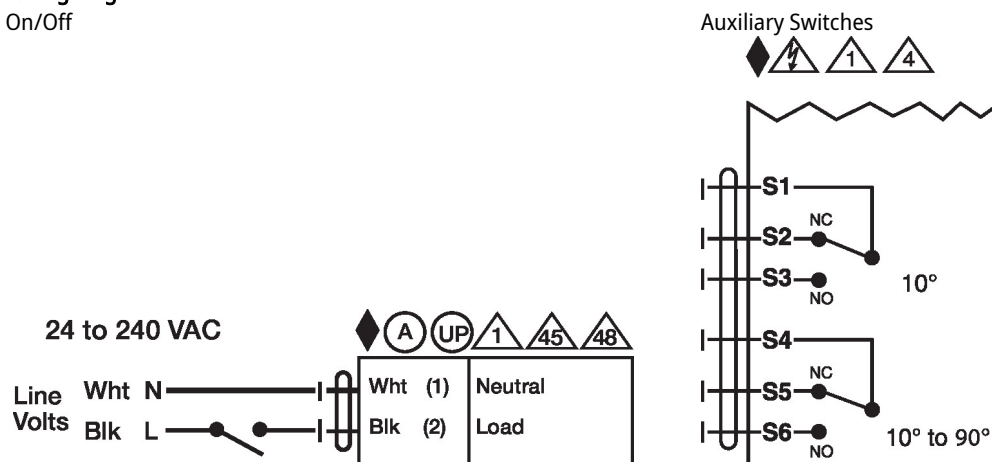 On/Off
24 to 240 VAC
A UP 1 45 48
Line Volts
Wht N
Wht (1) Neutral
Blk L
Blk (2) Load
Auxiliary Switches
1 4
S1
S2 NC
S3 NO
10°
S4
S5 NC
S6 NO
10° to 90°